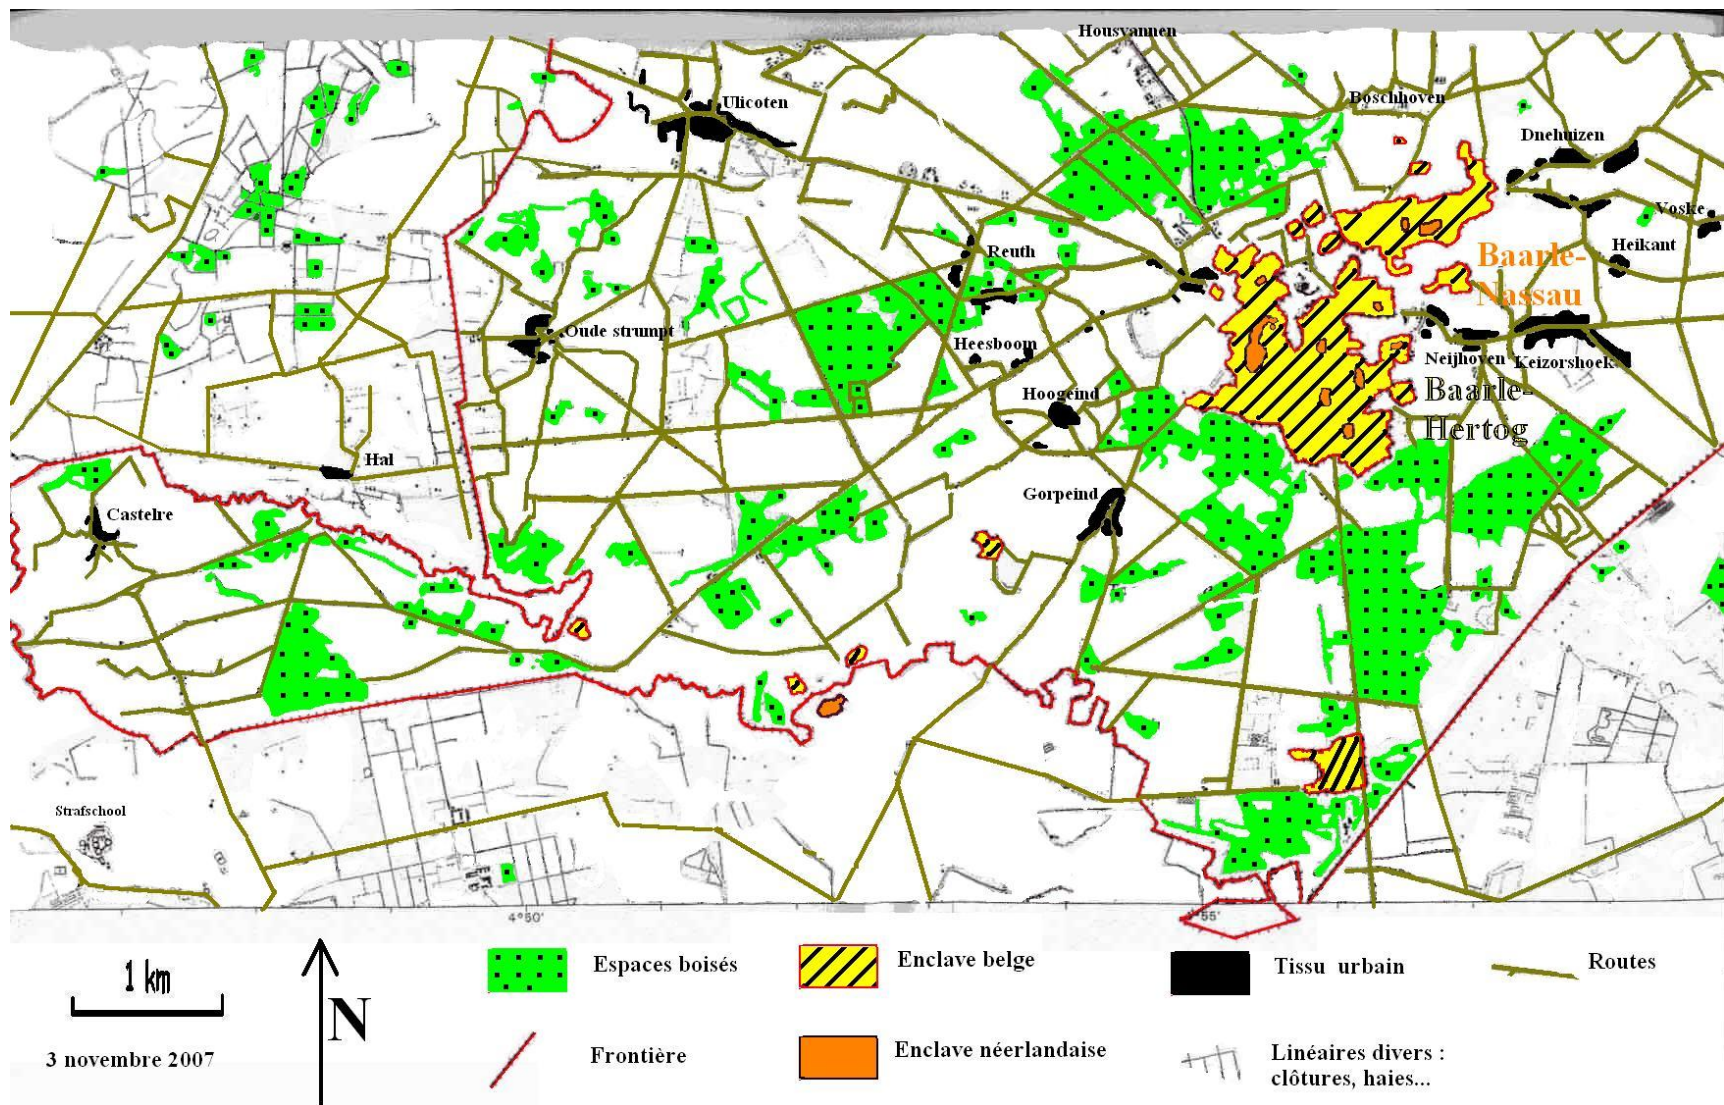 Housvannen
Ulicoten
Boschhoven
Dnehuizen
Voske
Heikant
Reuth
Baarle-
Nassau
Oude strumpt
Heesboom
Neijhoven
Keizorshoek
Baarle-
Hertog
Hoogeind
Hal
Gorpeind
Castelre
Strafschool
4°50'
55'
1 km
N
3 novembre 2007
Espaces boisés
Enclave belge
Tissu urbain
Routes
Frontière
Enclave néerlandaise
Linéaires divers :
clôtures, haies...